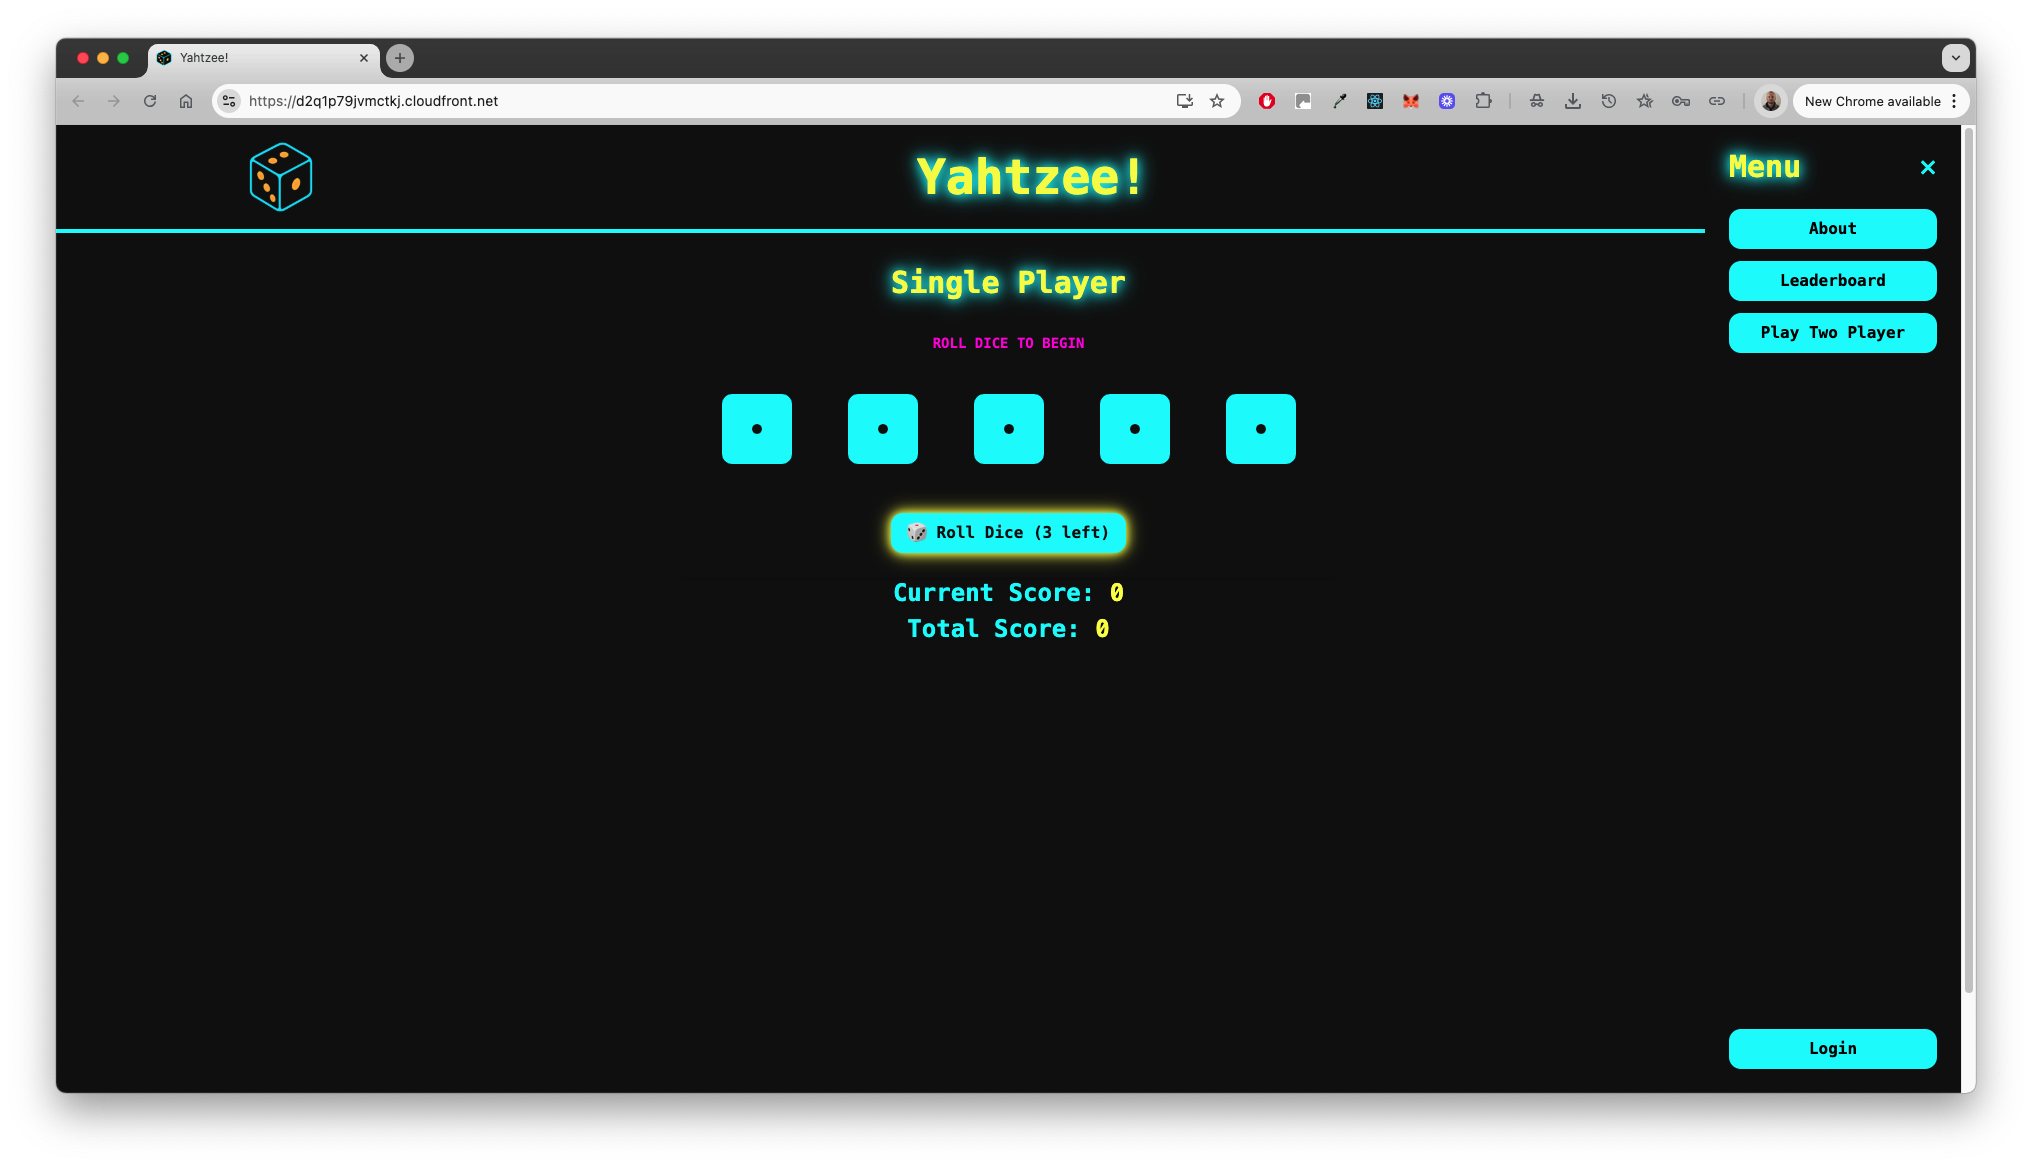 Yahtzee!
https://d2q1p79jvmctkj.cloudfront.net
New Chrome available
Yahtzee!
Menu
About
Leaderboard
Play Two Player
Single Player
ROLL DICE TO BEGIN
Roll Dice (3 left)
Current Score: 0
Total Score: 0
Login